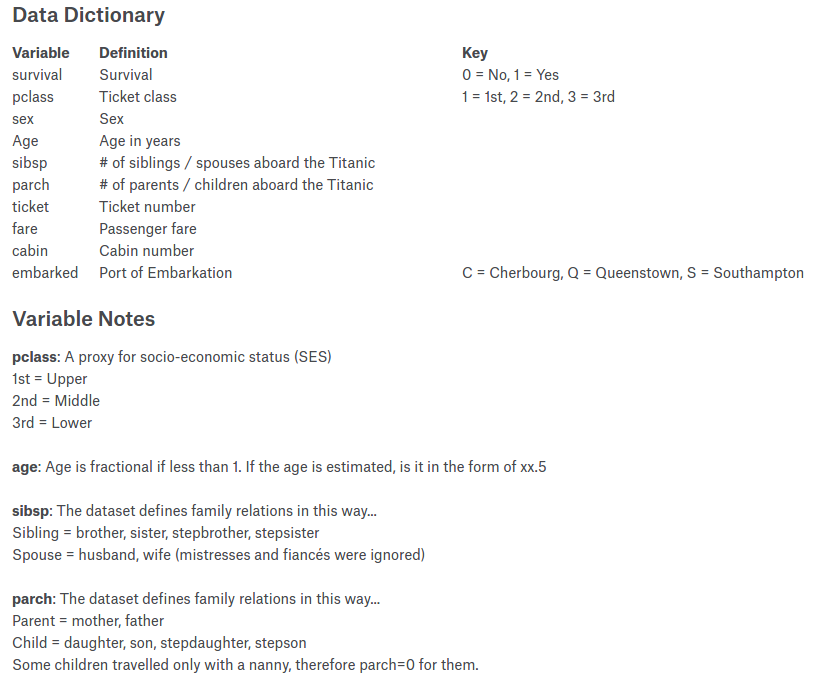 Data Dictionary
Variable Definition Key
survival Survival 0 = No, 1 = Yes
pclass Ticket class 1 = 1st, 2 = 2nd, 3 = 3rd
sex Sex
Age Age in years
sibsp # of siblings / spouses aboard the Titanic
parch # of parents / children aboard the Titanic
ticket Ticket number
fare Passenger fare
cabin Cabin number
embarked Port of Embarkation C = Cherbourg, Q = Queenstown, S = Southampton
Variable Notes
pclass: A proxy for socio-economic status (SES)
1st = Upper
2nd = Middle
3rd = Lower
age: Age is fractional if less than 1. If the age is estimated, is it in the form of xx.5
sibsp: The dataset defines family relations in this way...
Sibling = brother, sister, stepbrother, stepsister
Spouse = husband, wife (mistresses and fiancés were ignored)
parch: The dataset defines family relations in this way...
Parent = mother, father
Child = daughter, son, stepdaughter, stepson
Some children travelled only with a nanny, therefore parch=0 for them.